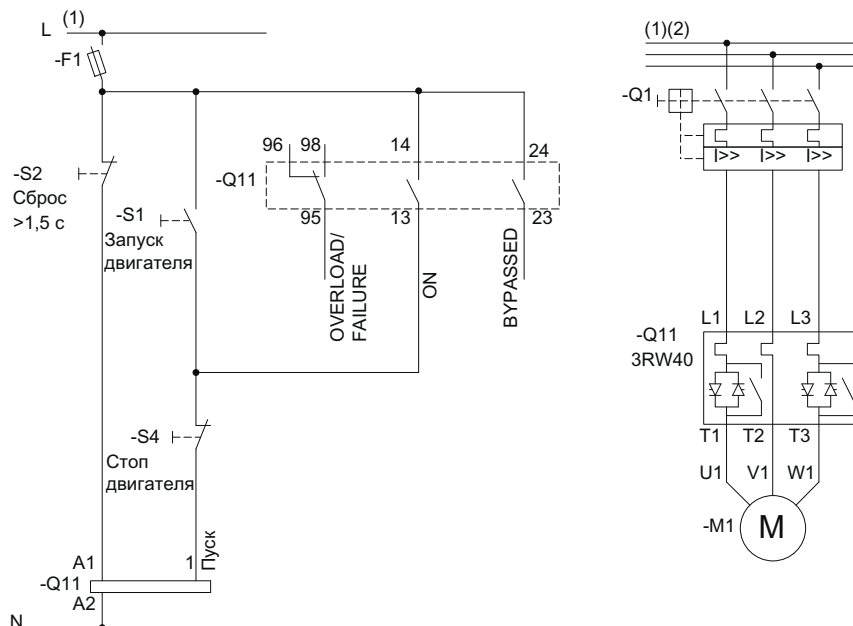 L (1)
-F1
-S2
Сброс
>1,5 с
-S1
Запуск
двигателя
96 98 14 24
-Q11
95 13 23
OVERLOAD/
FAILURE
ON
BYPASSED
-S4
Стоп
двигателя
A1 1 Пуск
-Q11
A2
N
(1)(2)
-Q1
I>> I>> I>>
L1 L2 L3
-Q11
3RW40
T1 T2 T3
U1 V1 W1
-M1 M